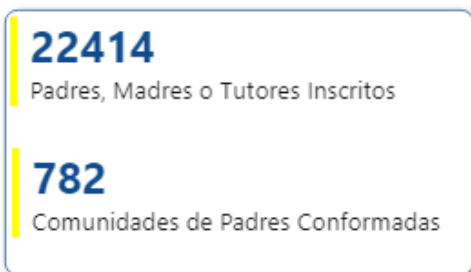 22414
Padres, Madres o Tutores Inscritos
782
Comunidades de Padres Conformadas